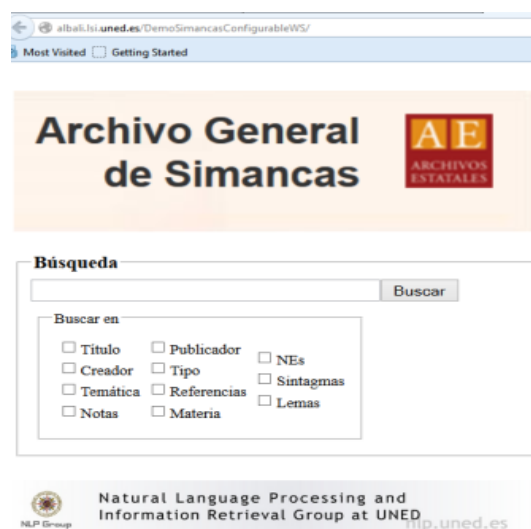 albali.lsi.uned.es/DemoSimancasConfigurableWS/
Most Visited Getting Started
Archivo General
de Simancas
A E
ARCHIVOS
ESTATALES
Búsqueda
Buscar
Buscar en
Título Publicador NEs
Creador Tipo Sintagmas
Temática Referencias Lemas
Notas Materia
Natural Language Processing and
Information Retrieval Group at UNED
NLP Group
nlp.uned.es